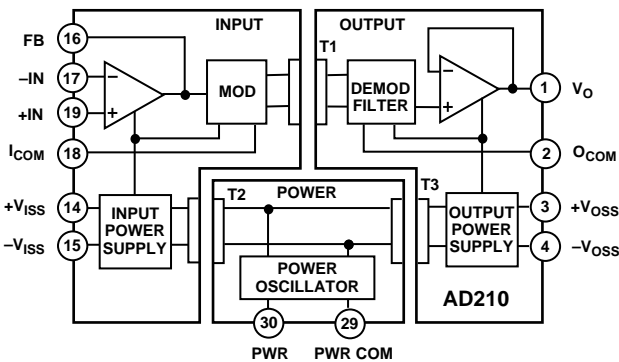 INPUT
OUTPUT
FB
16
–IN
17
+IN
19
ICOM
18
MOD
T1
DEMOD
FILTER
1
VO
2
OCOM
+VISS
14
–VISS
15
INPUT
POWER
SUPPLY
T2
POWER
T3
POWER
OSCILLATOR
OUTPUT
POWER
SUPPLY
3
+VOSS
4
–VOSS
AD210
30
29
PWR
PWR COM